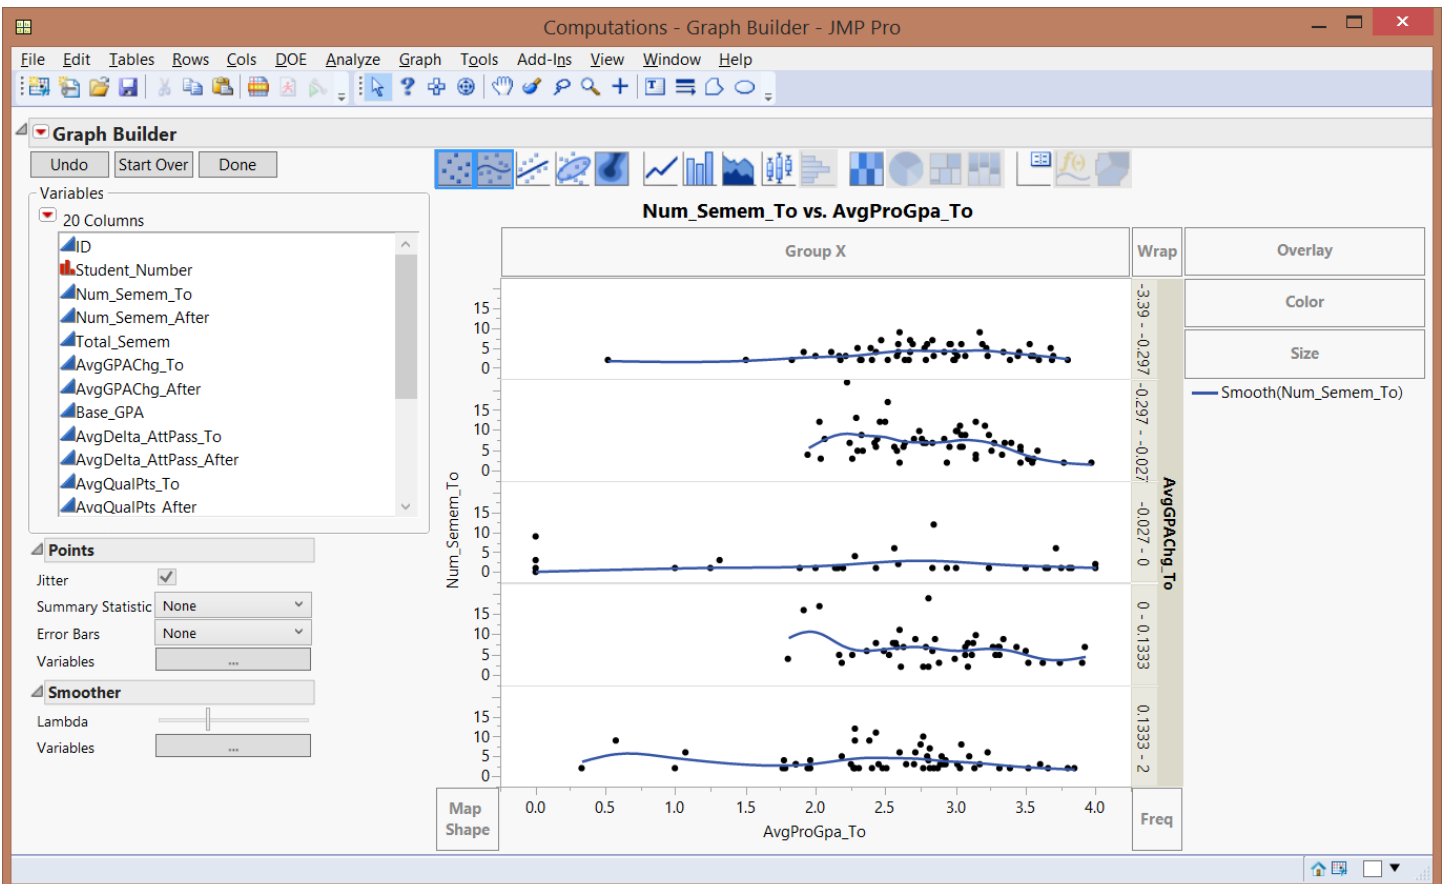 Computations - Graph Builder - JMP Pro
File Edit Tables Rows Cols DOE Analyze Graph Tools Add-Ins View Window Help
Graph Builder
Undo Start Over Done
Variables
20 Columns
ID
Student_Number
Num_Semem_To
Num_Semem_After
Total_Semem
AvgGPAChg_To
AvgGPAChg_After
Base_GPA
AvgDelta_AttPass_To
AvgDelta_AttPass_After
AvgQualPts_To
AvgQualPts_After
Points
Jitter
Summary Statistic None
Error Bars None
Variables ...
Smoother
Lambda
Variables ...
Num_Semem_To vs. AvgProGpa_To
Group X
Wrap
Overlay
Color
Size
Smooth(Num_Semem_To)
Num_Semem_To
15
10
5
0
15
10
5
0
15
10
5
0
15
10
5
0
15
10
5
0
-3.39 - -0.297
-0.297 - -0.027
-0.027 - 0
0 - 0.1333
0.1333 - 2
AvgGPAChg_To
0.0 0.5 1.0 1.5 2.0 2.5 3.0 3.5 4.0
AvgProGpa_To
Map
Shape
Freq